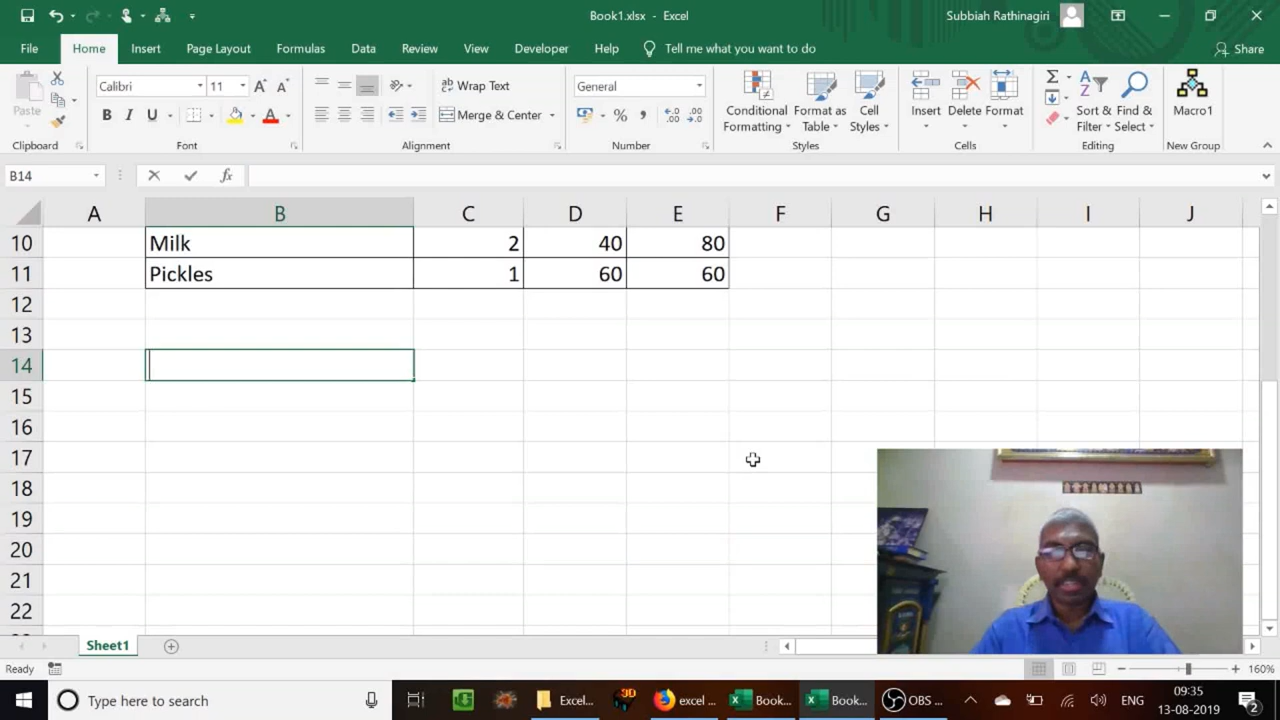 Book1.xlsx - Excel
Subbiah Rathinagiri
File
Home
Insert
Page Layout
Formulas
Data
Review
View
Developer
Help
Tell me what you want to do
Share
Paste
Calibri
11
B I U
A A
Wrap Text
Merge & Center
General
%
Conditional Formatting
Format as Table
Cell Styles
Insert
Delete
Format
Sort & Filter
Find & Select
Macro1
Clipboard
Font
Alignment
Number
Styles
Cells
Editing
New Group
B14
fx
A B C D E F G H I J
10 Milk 2 40 80
11 Pickles 1 60 60
12
13
14
15
16
17
18
19
20
21
22
Sheet1
Ready
160%
Type here to search
Excel...
3D
excel ...
Book...
Book...
OBS ...
ENG
09:35
13-08-2019
2